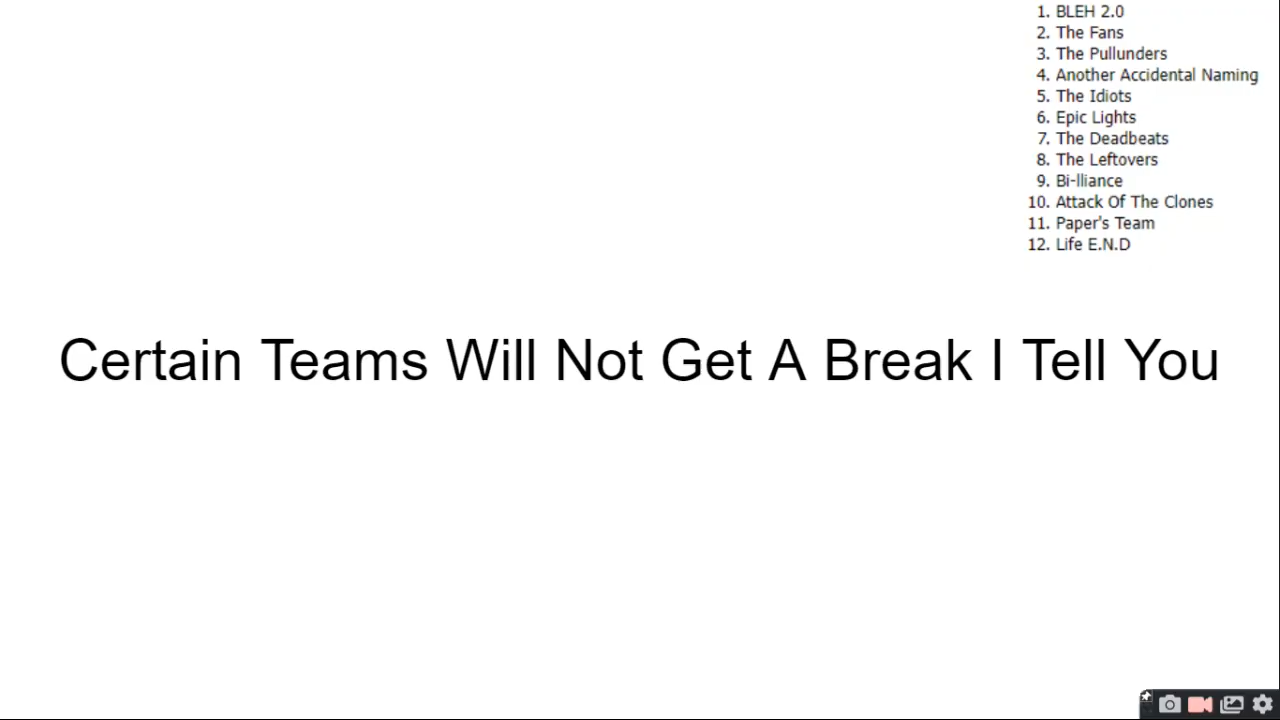 1. BLEH 2.0
2. The Fans
3. The Pullunders
4. Another Accidental Naming
5. The Idiots
6. Epic Lights
7. The Deadbeats
8. The Leftovers
9. Bi-lliance
10. Attack Of The Clones
11. Paper's Team
12. Life E.N.D
Certain Teams Will Not Get A Break I Tell You